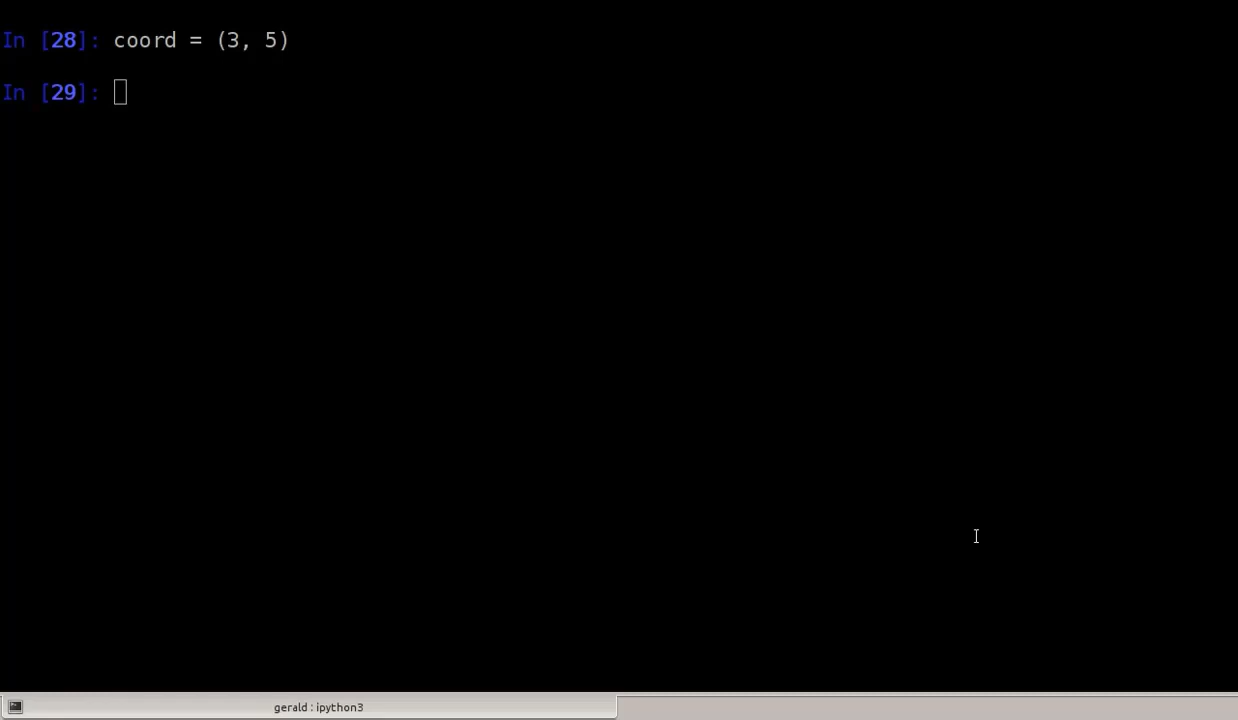 In [28]: coord = (3, 5)
In [29]:
gerald : ipython3